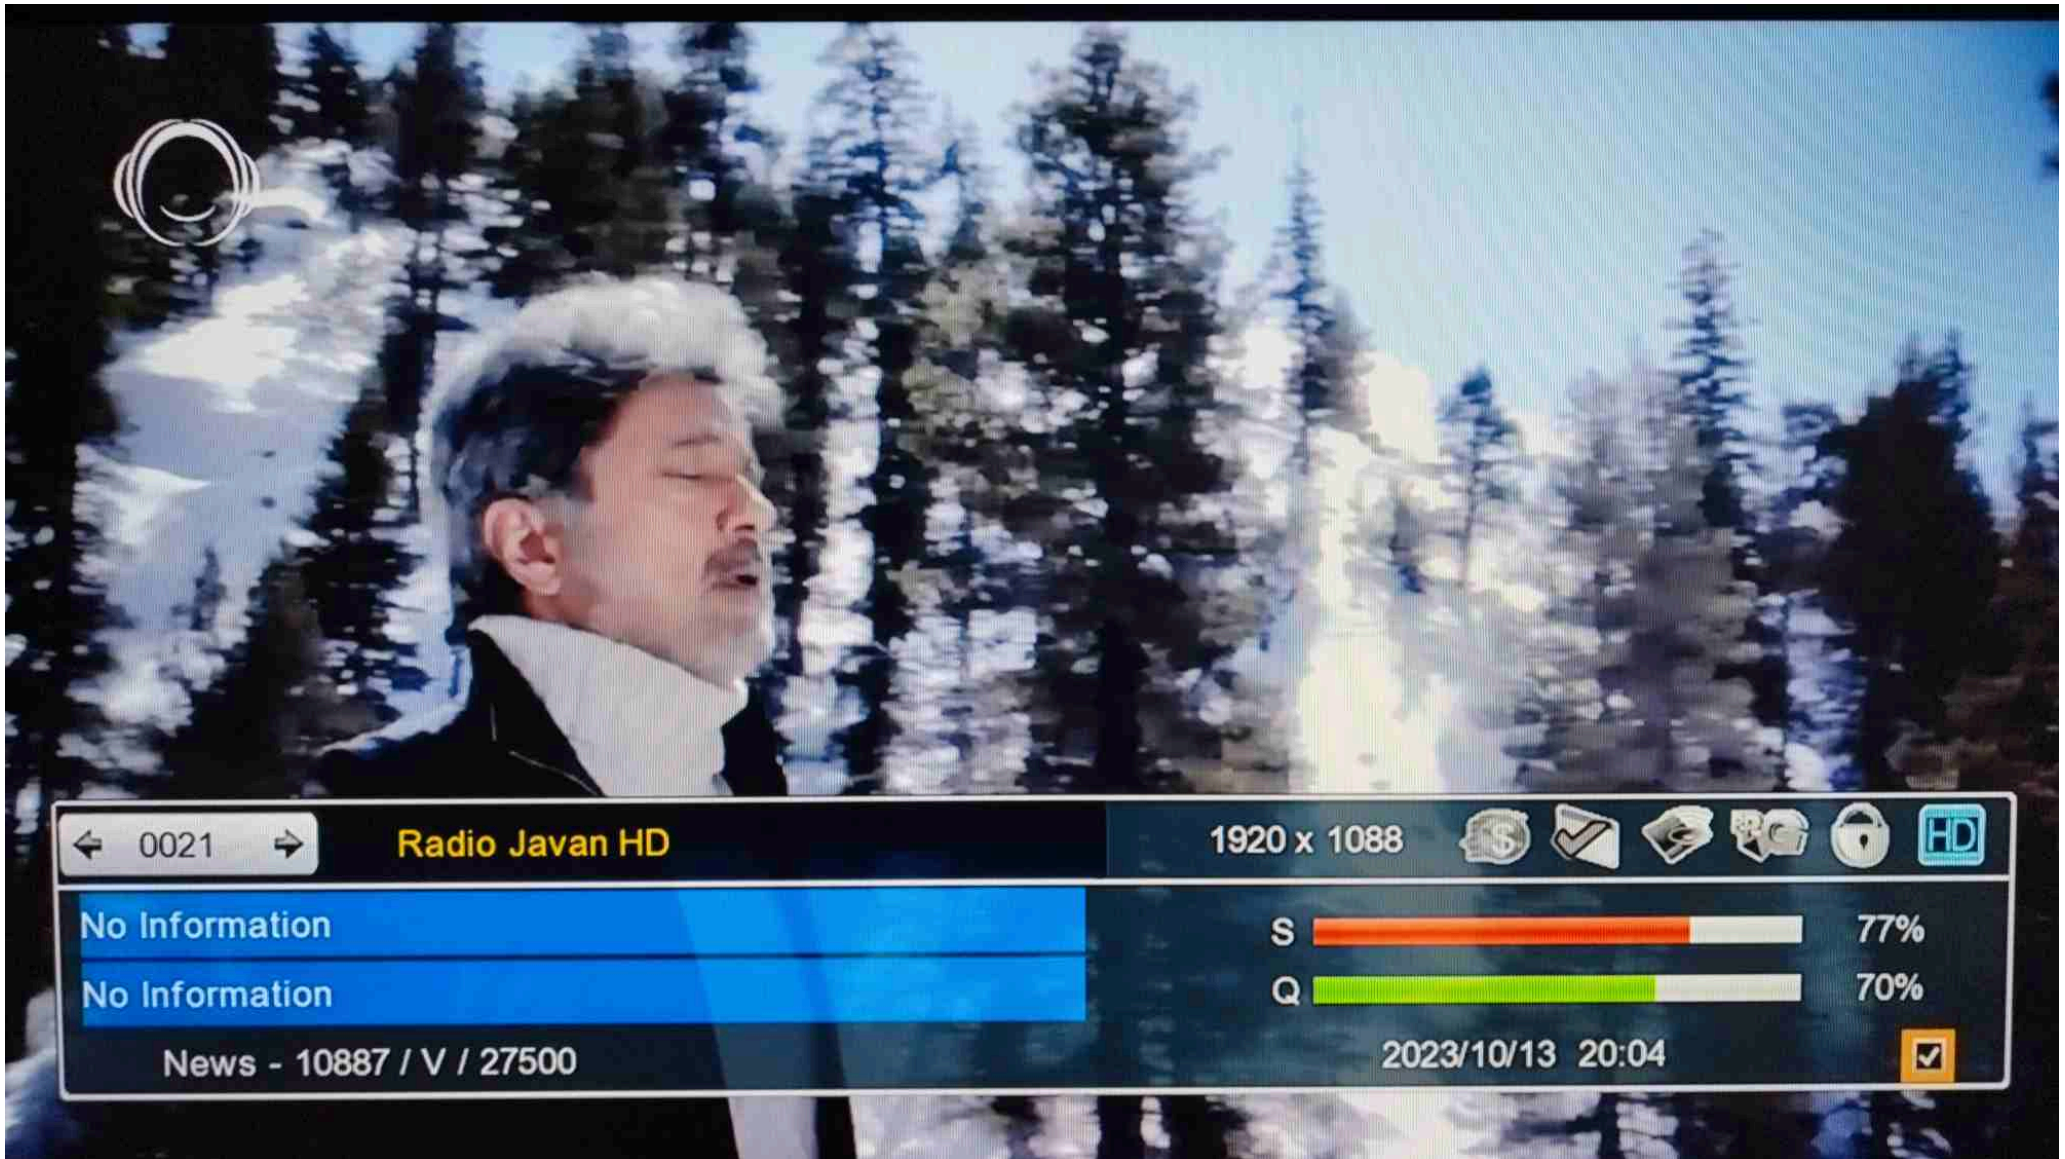 0021 Radio Javan HD 1920 x 1088 HD
No Information S 77%
No Information Q 70%
News - 10887 / V / 27500 2023/10/13 20:04